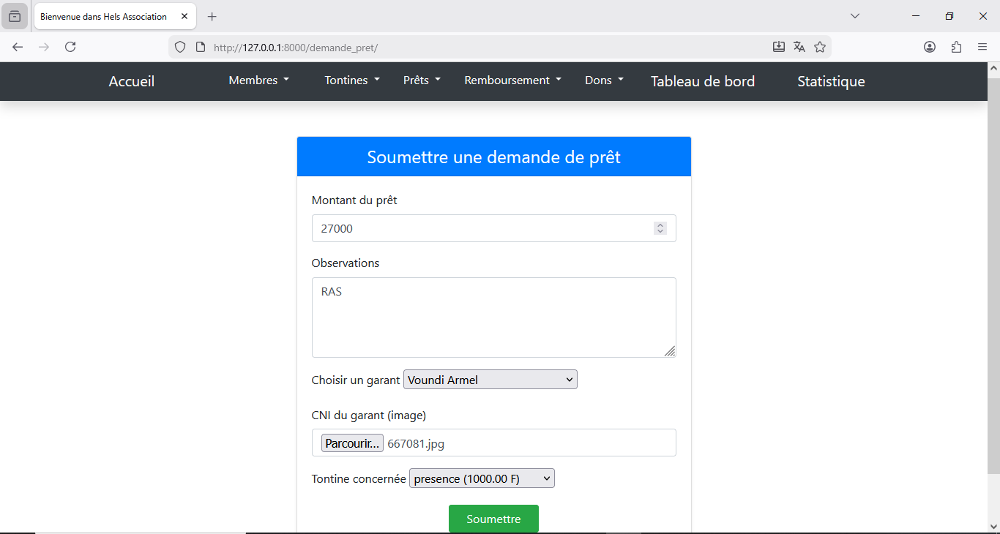 Bienvenue dans Hels Association
http://127.0.0.1:8000/demande_pret/
Accueil Membres Tontines Prêts Remboursement Dons Tableau de bord Statistique
Soumettre une demande de prêt
Montant du prêt
27000
Observations
RAS
Choisir un garant Voundi Armel
CNI du garant (image)
Parcourir... 667081.jpg
Tontine concernée presence (1000.00 F)
Soumettre